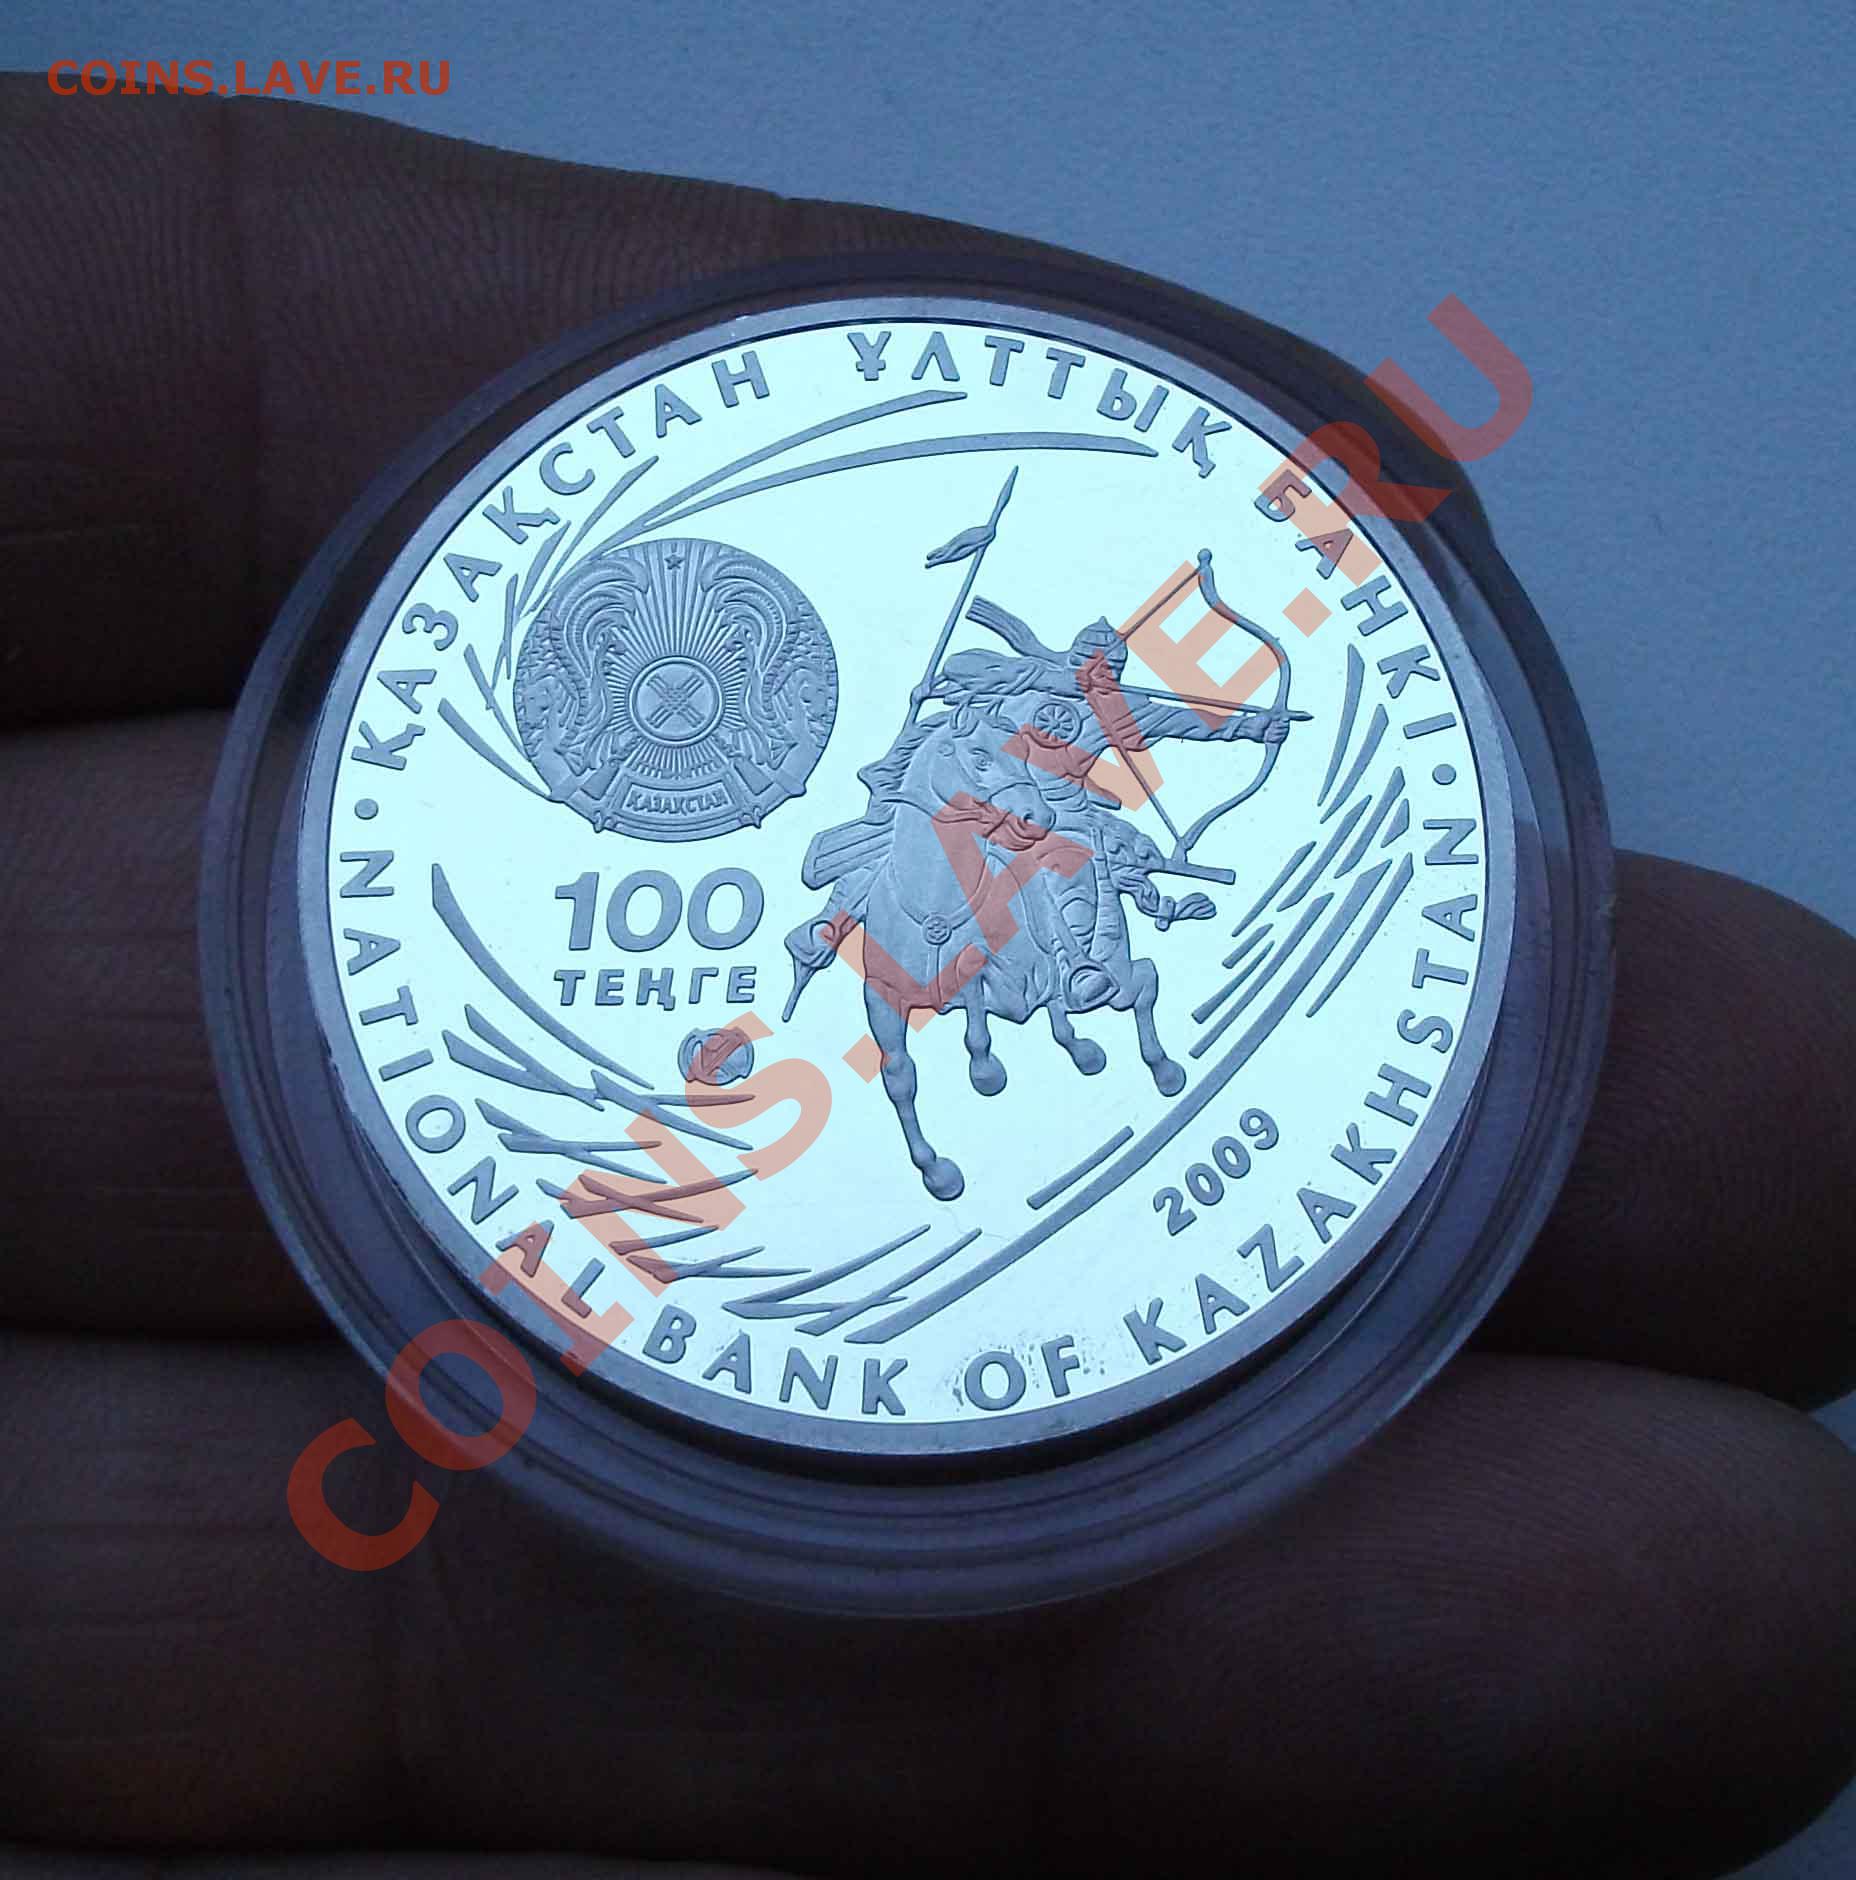 COINS.LAVE.RU
ҚАЗАҚСТАН ҰЛТТЫҚ БАНКІ
ҚАЗАҚСТАН
100
ТЕҢГЕ
2009
NATIONAL BANK OF KAZAKHSTAN
COINS.LAVE.RU